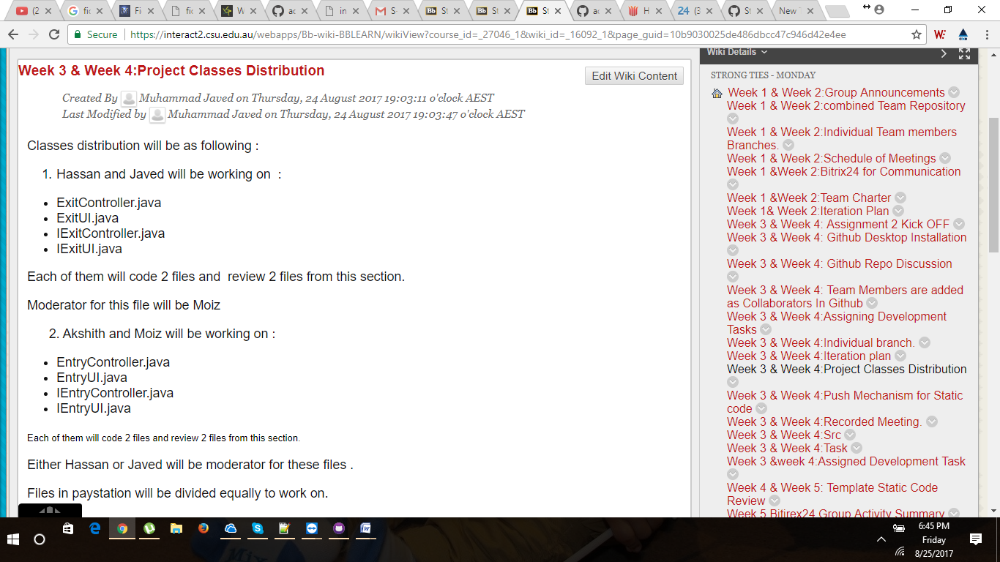 (2
fic
Fi
fic
W
ac
in
S
St
St
St
ac
H
(3
St
New T
Secure
https://interact2.csu.edu.au/webapps/Bb-wiki-BBLEARN/wikiView?course_id=_27046_1&wiki_id=_16092_1&page_guid=10b9030025de486dbcc47c946d42e4ee
Week 3 & Week 4:Project Classes Distribution
Edit Wiki Content
Created By Muhammad Javed on Thursday, 24 August 2017 19:03:11 o'clock AEST
Last Modified by Muhammad Javed on Thursday, 24 August 2017 19:03:47 o'clock AEST
Classes distribution will be as following :
1. Hassan and Javed will be working on :
• ExitController.java
• ExitUI.java
• IExitController.java
• IExitUI.java
Each of them will code 2 files and review 2 files from this section.
Moderator for this file will be Moiz
2. Akshith and Moiz will be working on :
• EntryController.java
• EntryUI.java
• IEntryController.java
• IEntryUI.java
Each of them will code 2 files and review 2 files from this section.
Either Hassan or Javed will be moderator for these files .
Files in paystation will be divided equally to work on.
Wiki Details
STRONG TIES - MONDAY
Week 1 & Week 2:Group Announcements
Week 1 & Week 2:combined Team Repository
Week 1 & Week 2:Individual Team members
Branches.
Week 1 & Week 2:Schedule of Meetings
Week 1 &Week 2:Bitrix24 for Communication
Week 1 &Week 2:Team Charter
Week 1& Week 2:Iteration Plan
Week 3 & Week 4: Assignment 2 Kick OFF
Week 3 & Week 4: Github Desktop Installation
Week 3 & Week 4: Github Repo Discussion
Week 3 & Week 4: Team Members are added
as Collaborators In Github
Week 3 & Week 4:Assigning Development
Tasks
Week 3 & Week 4:Individual branch.
Week 3 & Week 4:Iteration plan
Week 3 & Week 4:Project Classes Distribution
Week 3 & Week 4:Push Mechanism for Static
code
Week 3 & Week 4:Recorded Meeting.
Week 3 & Week 4:Src
Week 3 & Week 4:Task
Week 3 &week 4:Assigned Development Task
Week 4 & Week 5: Template Static Code
Review
Week 5 Bitirex24 Group Activity Summary
6:45 PM
Friday
8/25/2017